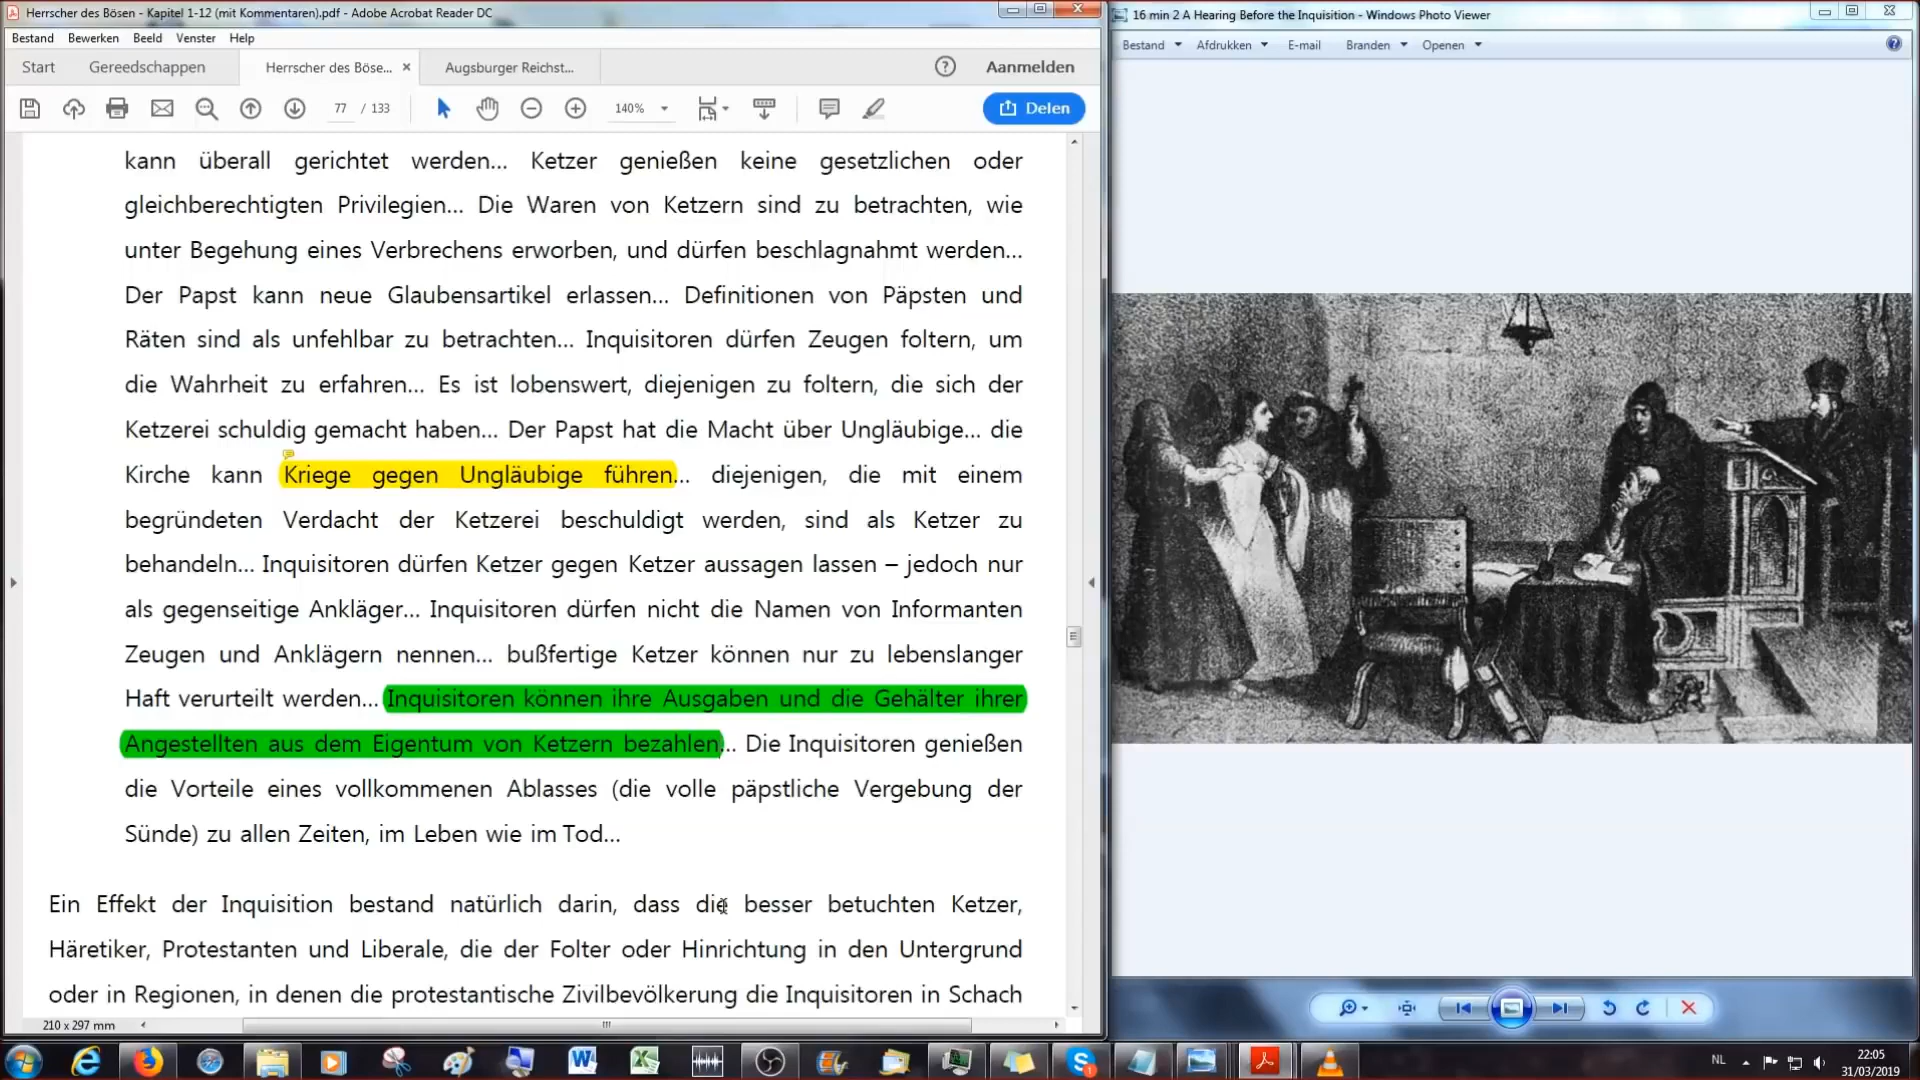 Herrscher des Bösen - Kapitel 1-12 (mit Kommentaren).pdf - Adobe Acrobat Reader DC
Bestand Bewerken Beeld Venster Help
Start Gereedschappen Herrscher des Böse... Augsburger Reichst... Aanmelden
77 / 133 140% Delen
kann überall gerichtet werden... Ketzer genießen keine gesetzlichen oder
gleichberechtigten Privilegien... Die Waren von Ketzern sind zu betrachten, wie
unter Begehung eines Verbrechens erworben, und dürfen beschlagnahmt werden...
Der Papst kann neue Glaubensartikel erlassen... Definitionen von Päpsten und
Räten sind als unfehlbar zu betrachten... Inquisitoren dürfen Zeugen foltern, um
die Wahrheit zu erfahren... Es ist lobenswert, diejenigen zu foltern, die sich der
Ketzerei schuldig gemacht haben... Der Papst hat die Macht über Ungläubige... die
Kirche kann Kriege gegen Ungläubige führen... diejenigen, die mit einem
begründeten Verdacht der Ketzerei beschuldigt werden, sind als Ketzer zu
behandeln... Inquisitoren dürfen Ketzer gegen Ketzer aussagen lassen – jedoch nur
als gegenseitige Ankläger... Inquisitoren dürfen nicht die Namen von Informanten
Zeugen und Anklägern nennen... bußfertige Ketzer können nur zu lebenslanger
Haft verurteilt werden... Inquisitoren können ihre Ausgaben und die Gehälter ihrer
Angestellten aus dem Eigentum von Ketzern bezahlen... Die Inquisitoren genießen
die Vorteile eines vollkommenen Ablasses (die volle päpstliche Vergebung der
Sünde) zu allen Zeiten, im Leben wie im Tod...
Ein Effekt der Inquisition bestand natürlich darin, dass die besser betuchten Ketzer,
Häretiker, Protestanten und Liberale, die der Folter oder Hinrichtung in den Untergrund
oder in Regionen, in denen die protestantische Zivilbevölkerung die Inquisitoren in Schach
210 x 297 mm
16 min 2 A Hearing Before the Inquisition - Windows Photo Viewer
Bestand Afdrukken E-mail Branden Openen
NL 22:05
31/03/2019